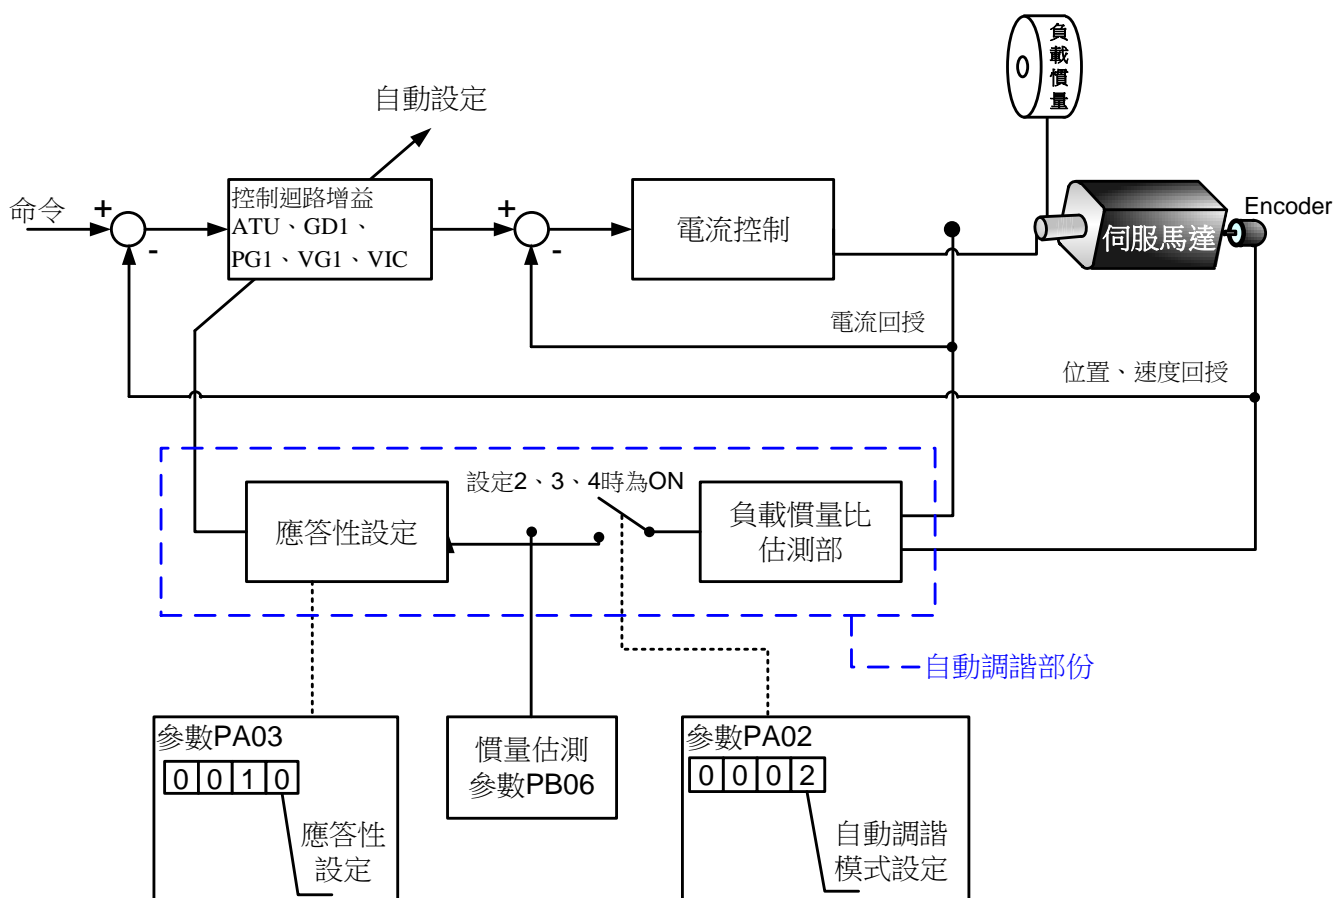 負
載
慣
量
自動設定
命令
+
-
控制迴路增益
ATU、GD1、
PG1、VG1、VIC
+
-
電流控制
伺服馬達
Encoder
電流回授
位置、速度回授
設定2、3、4時為ON
應答性設定
負載慣量比
估測部
自動調諧部份
參數PA03
0 0 1 0
應答性
設定
慣量估測
參數PB06
參數PA02
0 0 0 2
自動調諧
模式設定